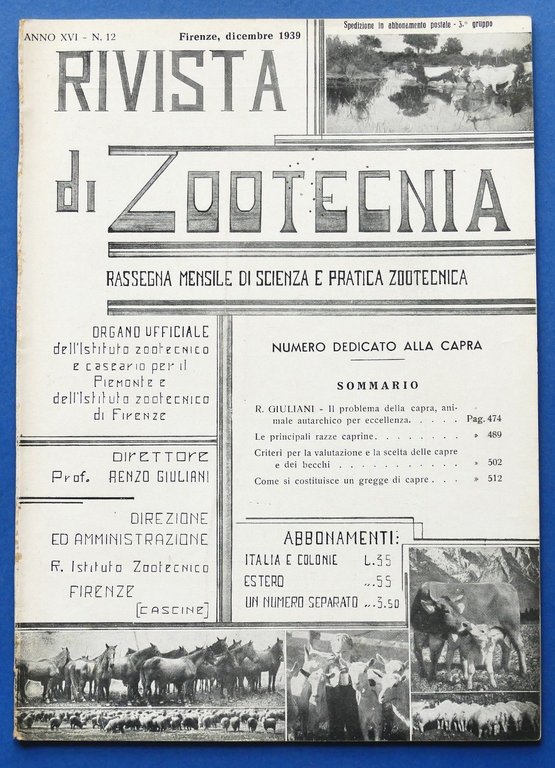 ANNO XVI - N. 12
Firenze, dicembre 1939
Spedizione in abbonamento postale - 3.° gruppo
RIVISTA
di ZOOTECNIA
RASSEGNA MENSILE DI SCIENZA E PRATICA ZOOTECNICA
ORGANO UFFICIALE
dell'Istituto zootecnico
e caseario per il
Piemonte e
dell'Istituto zootecnico
di Firenze
DIRETTORE
Prof. RENZO GIULIANI
DIREZIONE
ED AMMINISTRAZIONE
R. Istituto Zootecnico
FIRENZE
[CASCINE]
NUMERO DEDICATO ALLA CAPRA
SOMMARIO
R. GIULIANI - Il problema della capra, ani-
male autarchico per eccellenza. . . . . Pag. 474
Le principali razze caprine. . . . . . . . » 489
Criteri per la valutazione e la scelta delle capre
e dei becchi . . . . . . . . . . . . » 502
Come si costituisce un gregge di capre . . . » 512
ABBONAMENTI:
ITALIA E COLONIE L. 35
ESTERO „. 55
UN NUMERO SEPARATO „. 3.50